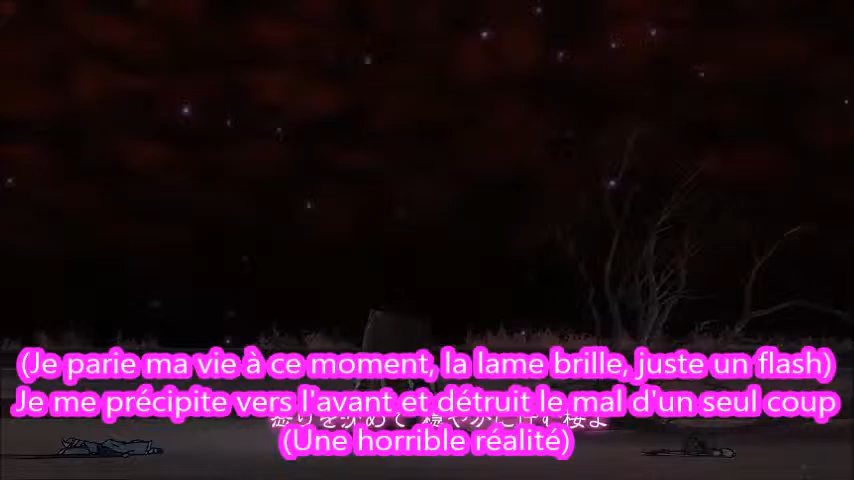 (Je parie ma vie à ce moment, la lame brille, juste un flash)
Je me précipite vers l'avant et détruit le mal d'un seul coup
(Une horrible réalité)